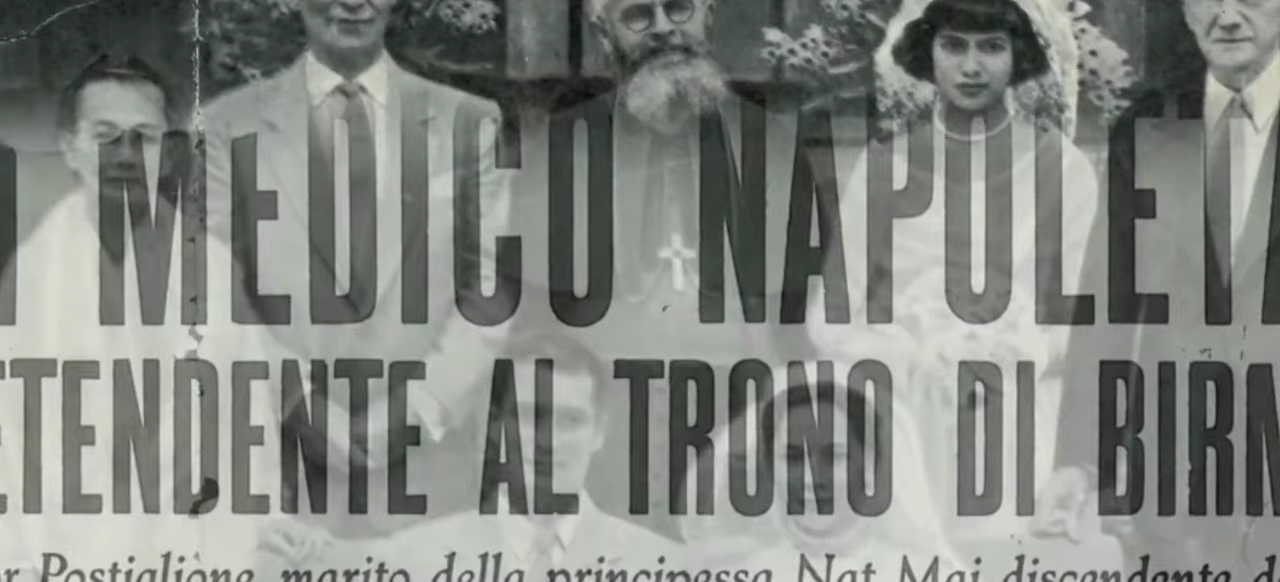 MEDICO NAPOLETA
ETENDENTE AL TRONO DI BIRM
r Postiglione marito della principessa Nat Mai discendente d